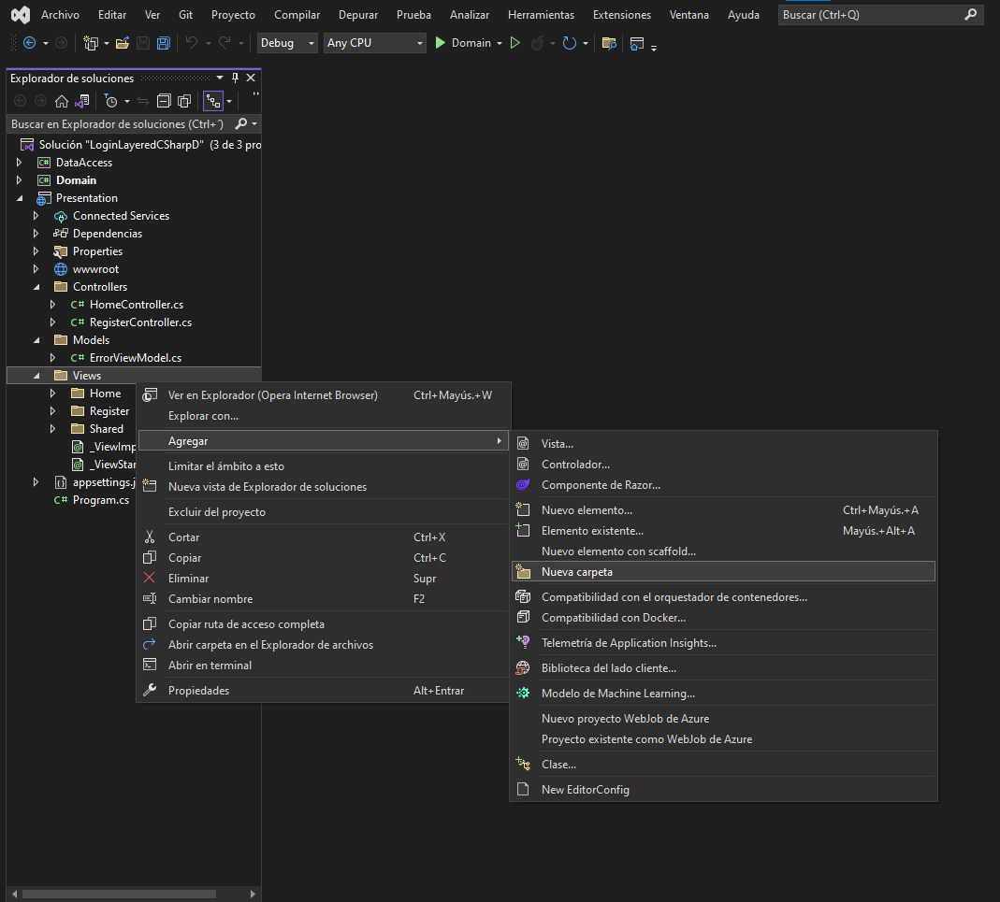 Archivo Editar Ver Git Proyecto Compilar Depurar Prueba Analizar Herramientas Extensiones Ventana Ayuda Buscar (Ctrl+Q)
Debug Any CPU Domain
Explorador de soluciones
Buscar en Explorador de soluciones (Ctrl+´)
Solución "LoginLayeredCSharpD" (3 de 3 pro
DataAccess
Domain
Presentation
Connected Services
Dependencias
Properties
wwwroot
Controllers
C# HomeController.cs
C# RegisterController.cs
Models
C# ErrorViewModel.cs
Views
Home
Register
Shared
_ViewImp
_ViewStar
appsettings.j
C# Program.cs
Ver en Explorador (Opera Internet Browser) Ctrl+Mayús.+W
Explorar con...
Agregar
Limitar el ámbito a esto
Nueva vista de Explorador de soluciones
Excluir del proyecto
Cortar Ctrl+X
Copiar Ctrl+C
Eliminar Supr
Cambiar nombre F2
Copiar ruta de acceso completa
Abrir carpeta en el Explorador de archivos
Abrir en terminal
Propiedades Alt+Entrar
Vista...
Controlador...
Componente de Razor...
Nuevo elemento... Ctrl+Mayús.+A
Elemento existente... Mayús.+Alt+A
Nuevo elemento con scaffold...
Nueva carpeta
Compatibilidad con el orquestador de contenedores...
Compatibilidad con Docker...
Telemetría de Application Insights...
Biblioteca del lado cliente...
Modelo de Machine Learning...
Nuevo proyecto WebJob de Azure
Proyecto existente como WebJob de Azure
Clase...
New EditorConfig